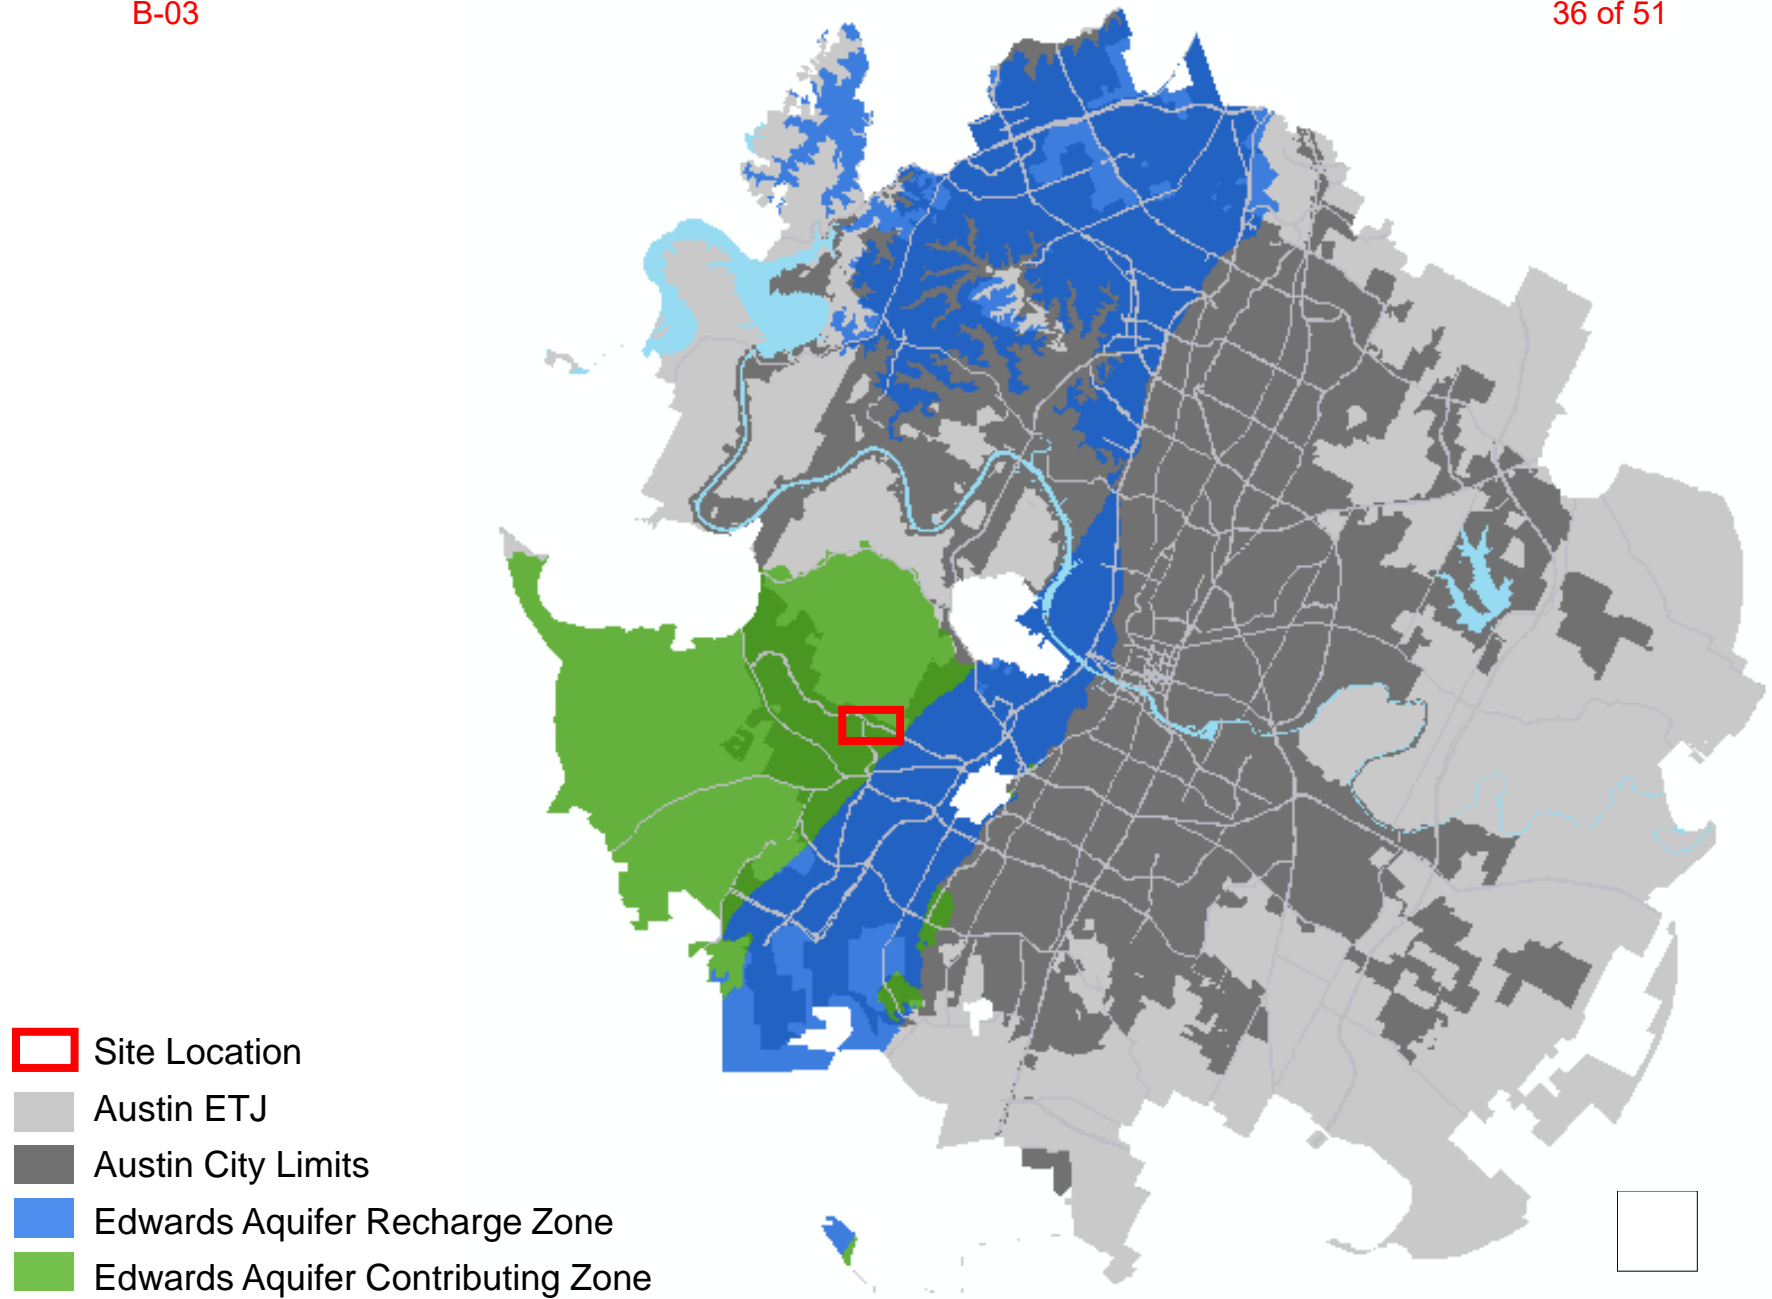 B-03
36 of 51
Site Location
Austin ETJ
Austin City Limits
Edwards Aquifer Recharge Zone
Edwards Aquifer Contributing Zone